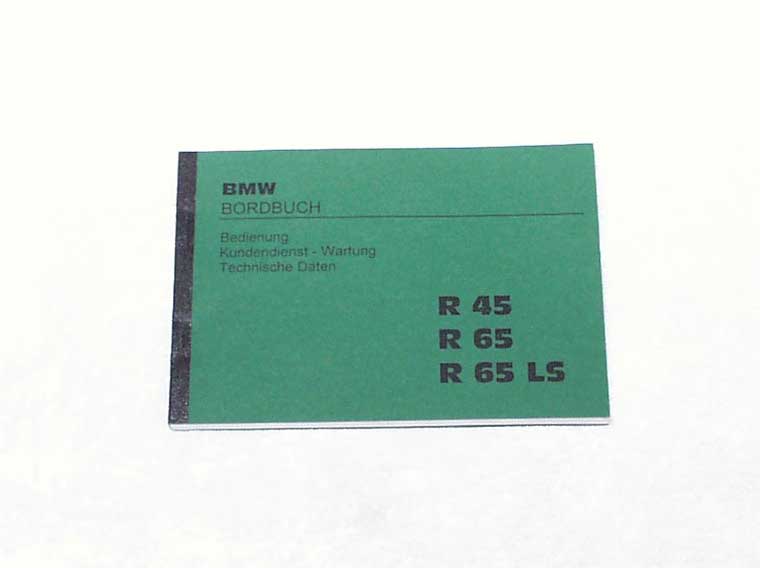 BMW
BORDBUCH
Bedienung
Kundendienst - Wartung
Technische Daten
R 45
R 65
R 65 LS